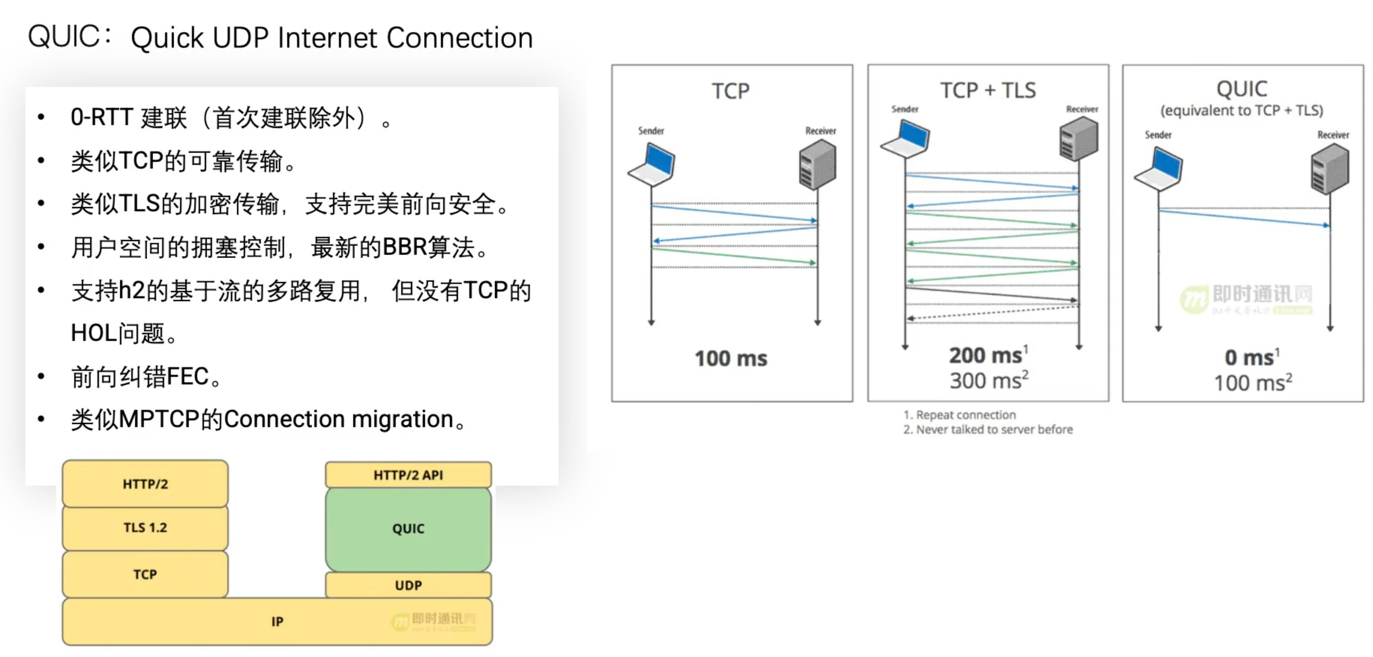 QUIC： Quick UDP Internet Connection
• 0-RTT 建联（首次建联除外）。
• 类似TCP的可靠传输。
• 类似TLS的加密传输，支持完美前向安全。
• 用户空间的拥塞控制，最新的BBR算法。
• 支持h2的基于流的多路复用， 但没有TCP的
HOL问题。
• 前向纠错FEC。
• 类似MPTCP的Connection migration。
HTTP/2
TLS 1.2
TCP
HTTP/2 API
QUIC
UDP
IP
即时通讯网
TCP
Sender
Receiver
100 ms
TCP + TLS
Sender
Receiver
200 ms1
300 ms2
QUIC
(equivalent to TCP + TLS)
Sender
Receiver
即时通讯网
0 ms1
100 ms2
1. Repeat connection
2. Never talked to server before